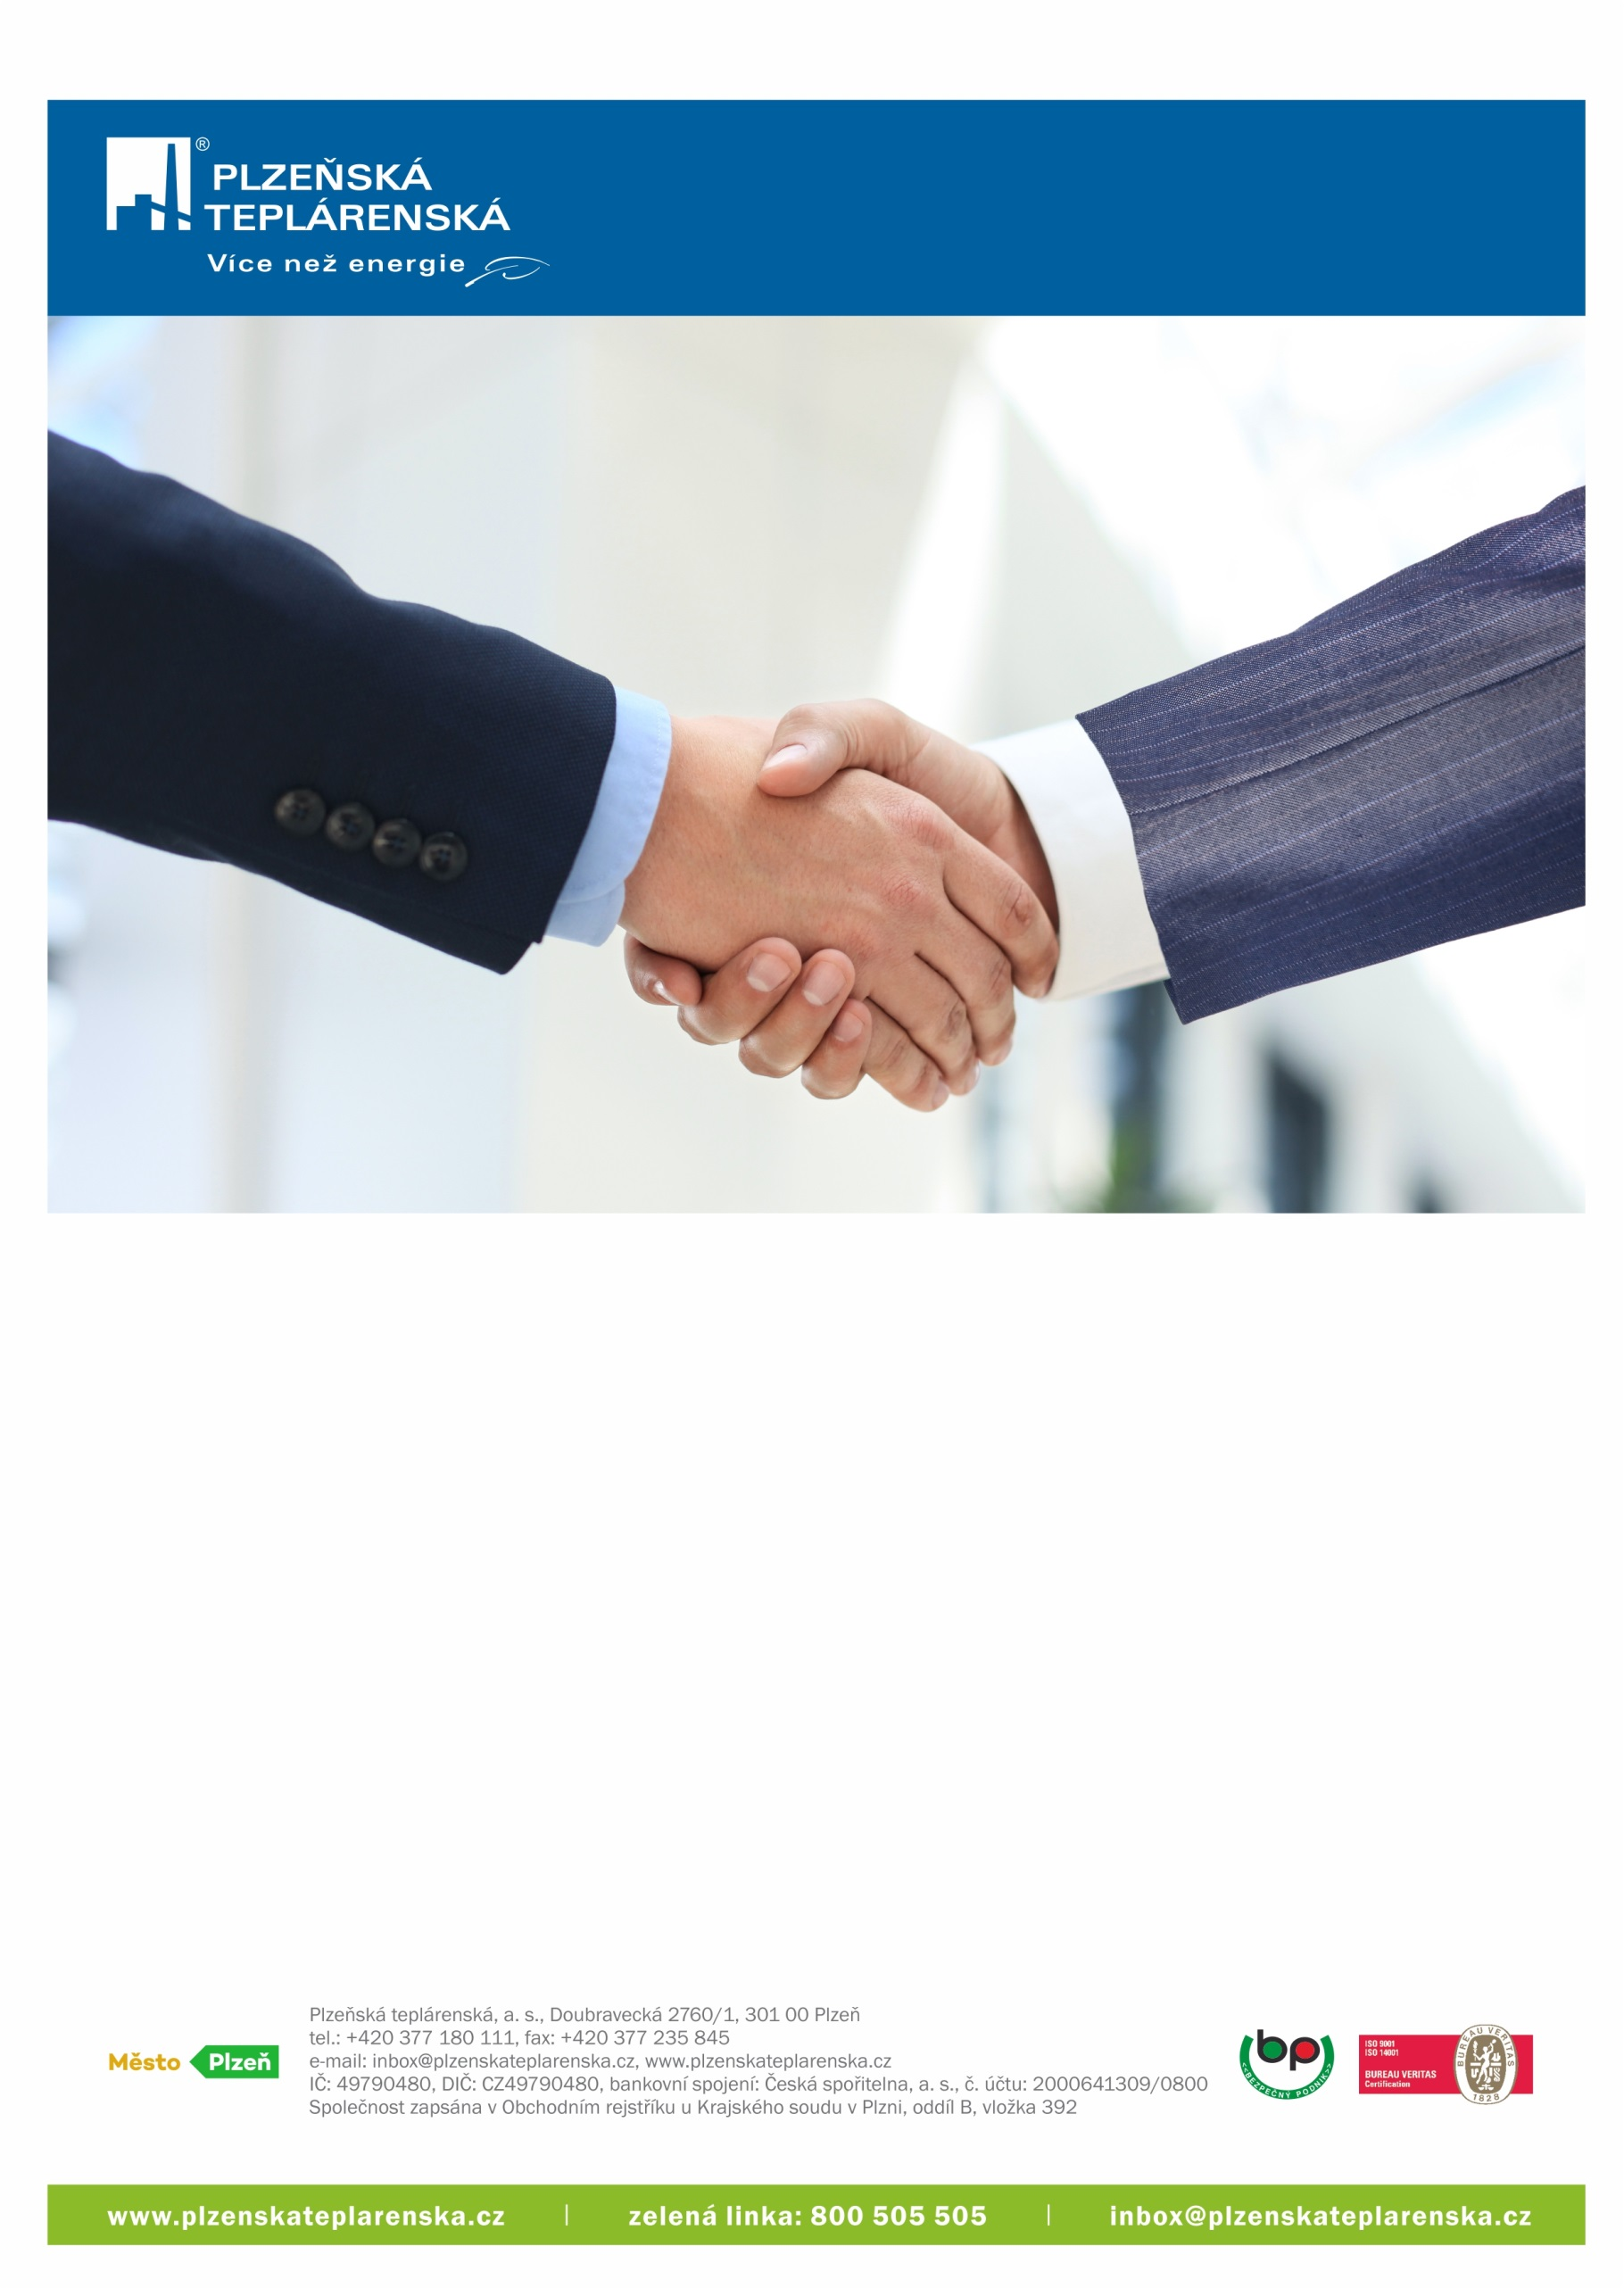 ®
PLZEŇSKÁ
TEPLÁRENSKÁ
Více než energie
Město Plzeň
Plzeňská teplárenská, a. s., Doubravecká 2760/1, 301 00 Plzeň
tel.: +420 377 180 111, fax: +420 377 235 845
e-mail: inbox@plzenskateplarenska.cz, www.plzenskateplarenska.cz
IČ: 49790480, DIČ: CZ49790480, bankovní spojení: Česká spořitelna, a. s., č. účtu: 2000641309/0800
Společnost zapsána v Obchodním rejstříku u Krajského soudu v Plzni, oddíl B, vložka 392
bp
<<BEZPEČNÝ PODNIK>>
ISO 9001
ISO 14001
BUREAU VERITAS
Certification
BUREAU VERITAS
1828
www.plzenskateplarenska.cz | zelená linka: 800 505 505 | inbox@plzenskateplarenska.cz